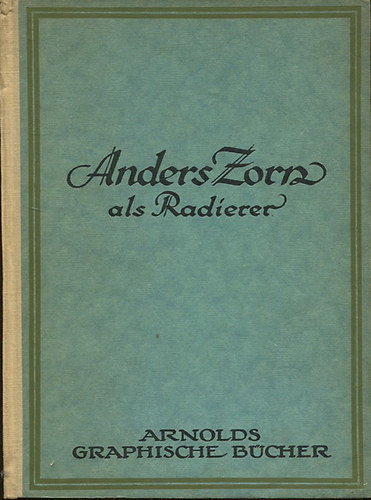 Anders Zorn
als Radierer
ARNOLDS
GRAPHISCHE BÜCHER